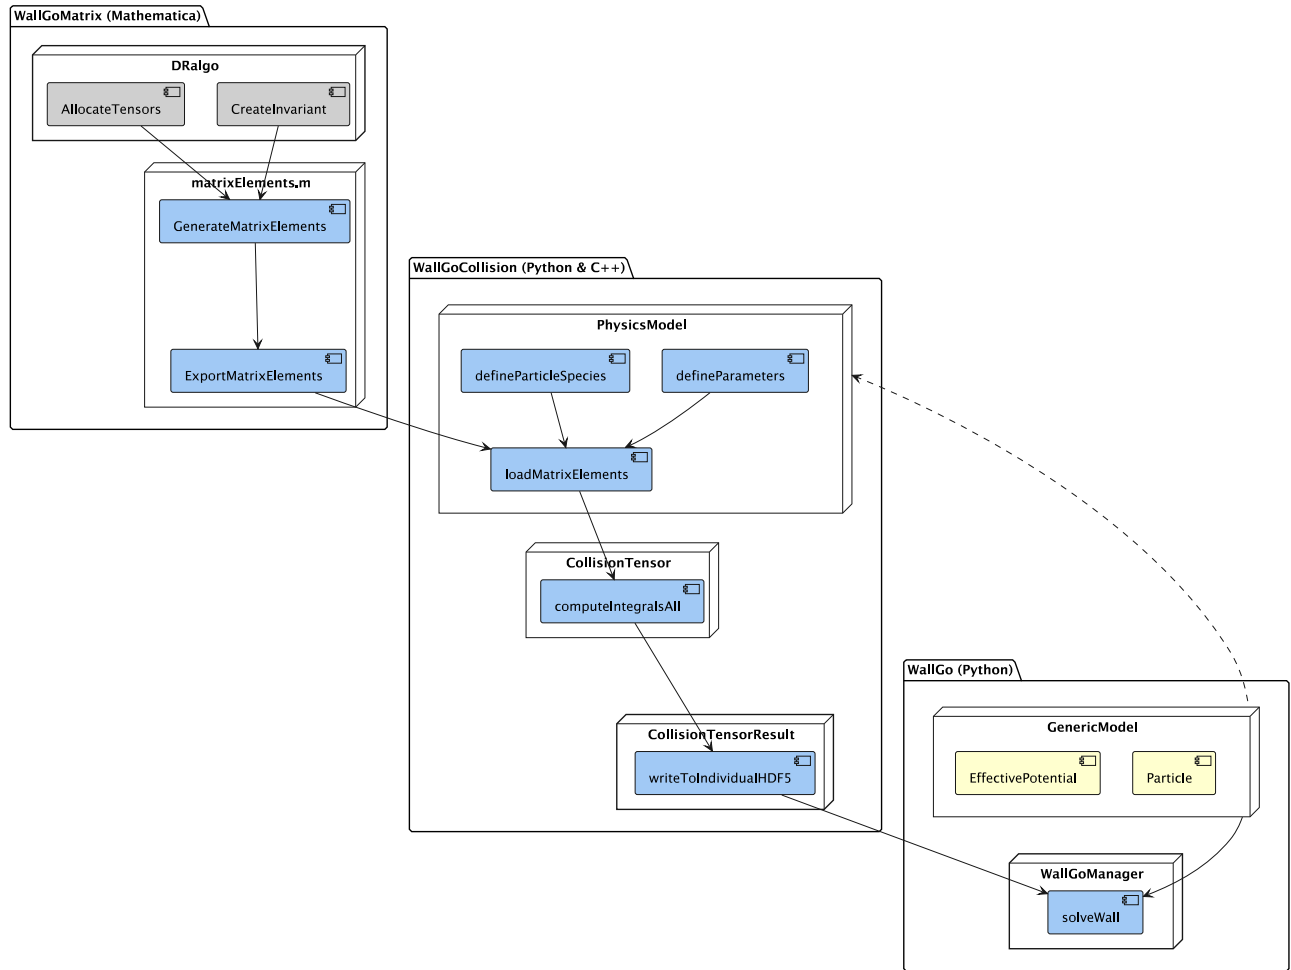 WallGoMatrix (Mathematica)
DRalgo
AllocateTensors
CreateInvariant
matrixElements.m
GenerateMatrixElements
ExportMatrixElements
WallGoCollision (Python & C++)
PhysicsModel
defineParticleSpecies
defineParameters
loadMatrixElements
CollisionTensor
computeIntegralsAll
CollisionTensorResult
writeToIndividualHDF5
WallGo (Python)
GenericModel
EffectivePotential
Particle
WallGoManager
solveWall